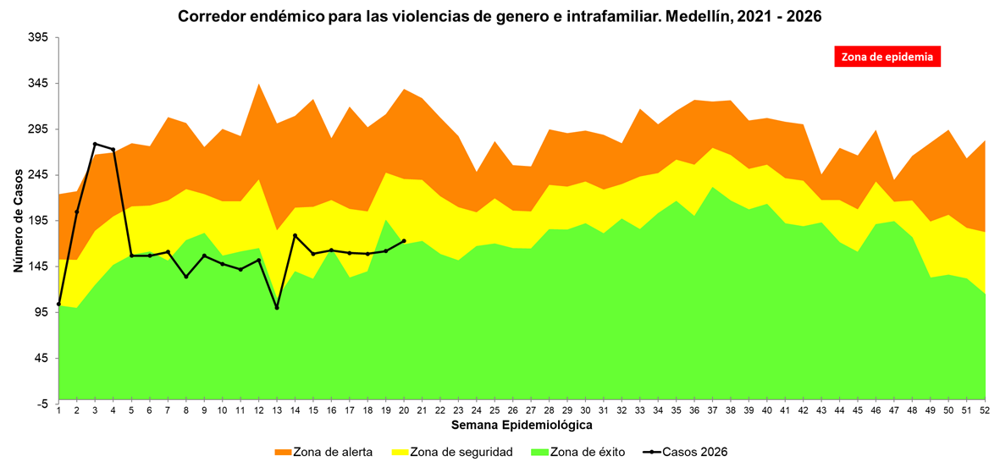 Corredor endémico para las violencias de genero e intrafamiliar. Medellín, 2021 - 2026
395
345
295
245
195
145
95
45
-5
Número de Casos
Zona de epidemia
1 2 3 4 5 6 7 8 9 10 11 12 13 14 15 16 17 18 19 20 21 22 23 24 25 26 27 28 29 30 31 32 33 34 35 36 37 38 39 40 41 42 43 44 45 46 47 48 49 50 51 52
Semana Epidemiológica
Zona de alerta Zona de seguridad Zona de éxito Casos 2026